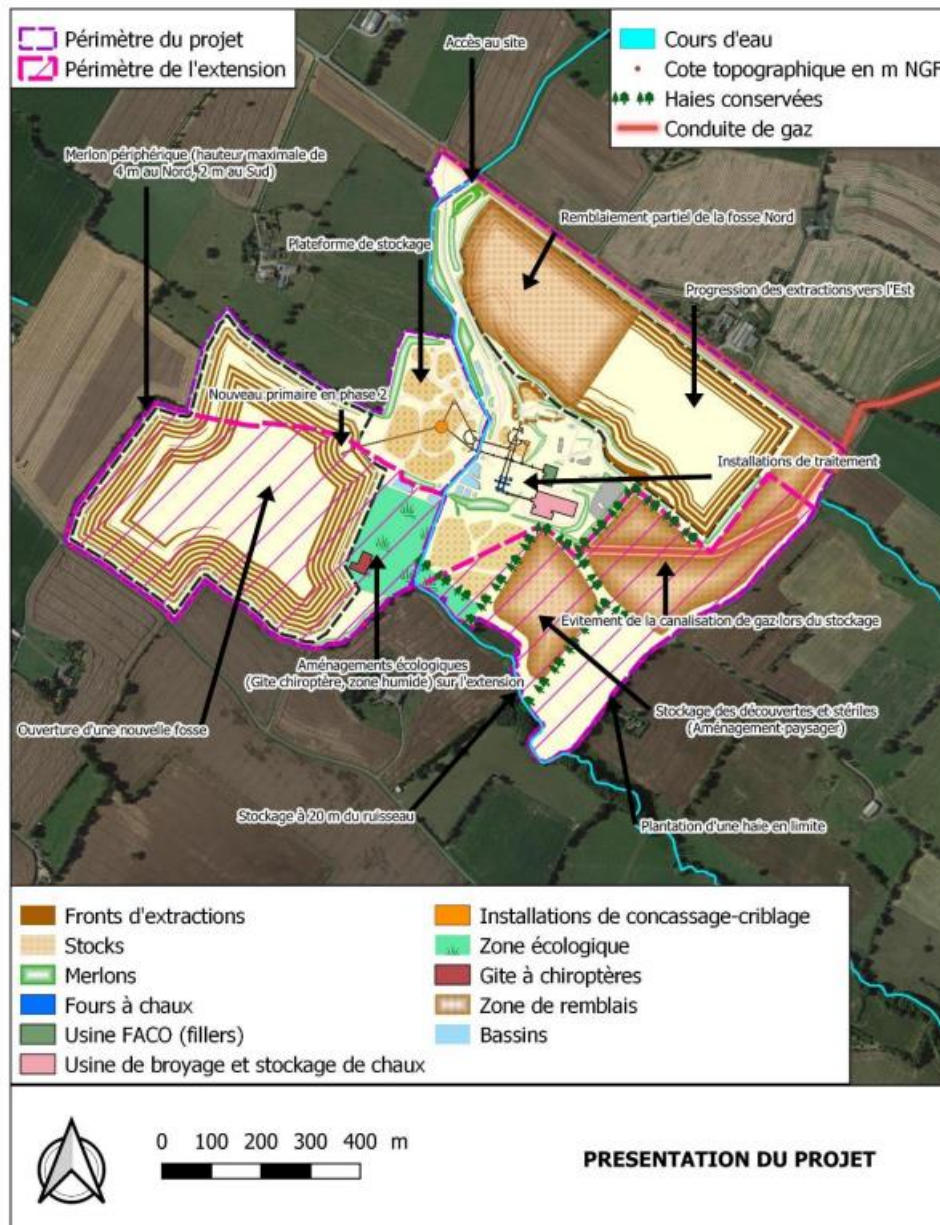 Périmètre du projet
Périmètre de l'extension
Accès au site
Cours d'eau
Cote topographique en m NGF
Haies conservées
Conduite de gaz
Merlon périphérique (hauteur maximale de
4 m au Nord, 2 m au Sud)
Remblaiement partiel de la fosse Nord
Plateforme de stockage
Progression des extractions vers l'Est
Nouveau primaire en phase 2
Installations de traitement
Evitement de la canalisation de gaz lors du stockage
Aménagements écologiques
(Gite chiroptère, zone humide) sur l'extension
Stockage des découvertes et stériles
(Aménagement paysager)
Ouverture d'une nouvelle fosse
Stockage à 20 m du ruisseau
Plantation d'une haie en limite
Fronts d'extractions
Stocks
Merlons
Fours à chaux
Usine FACO (fillers)
Usine de broyage et stockage de chaux
Installations de concassage-criblage
Zone écologique
Gite à chiroptères
Zone de remblais
Bassins
0 100 200 300 400 m
PRESENTATION DU PROJET